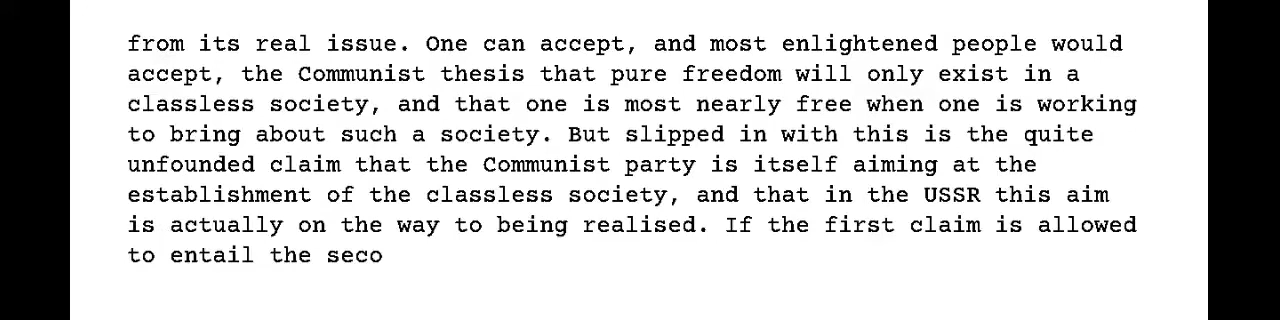 from its real issue. One can accept, and most enlightened people would
accept, the Communist thesis that pure freedom will only exist in a
classless society, and that one is most nearly free when one is working
to bring about such a society. But slipped in with this is the quite
unfounded claim that the Communist party is itself aiming at the
establishment of the classless society, and that in the USSR this aim
is actually on the way to being realised. If the first claim is allowed
to entail the seco